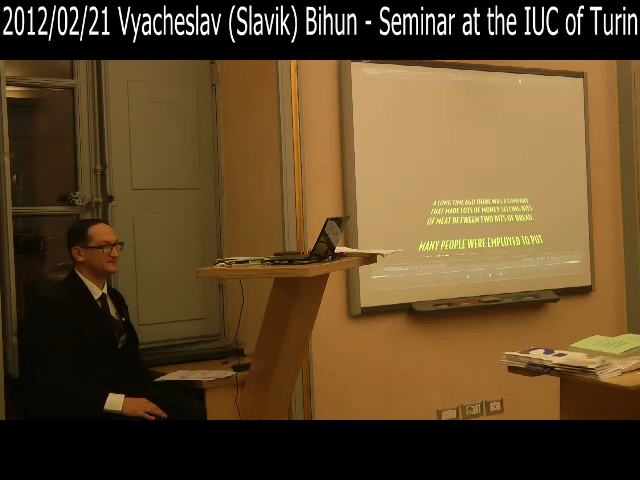 2012/02/21 Vyacheslav (Slavik) Bihun - Seminar at the IUC of Turin
A LONG TIME AGO THERE WAS A COMPANY
THAT MADE LOTS OF MONEY SELLING BITS
OF MEAT BETWEEN TWO BITS OF BREAD.
MANY PEOPLE WERE EMPLOYED TO PUT